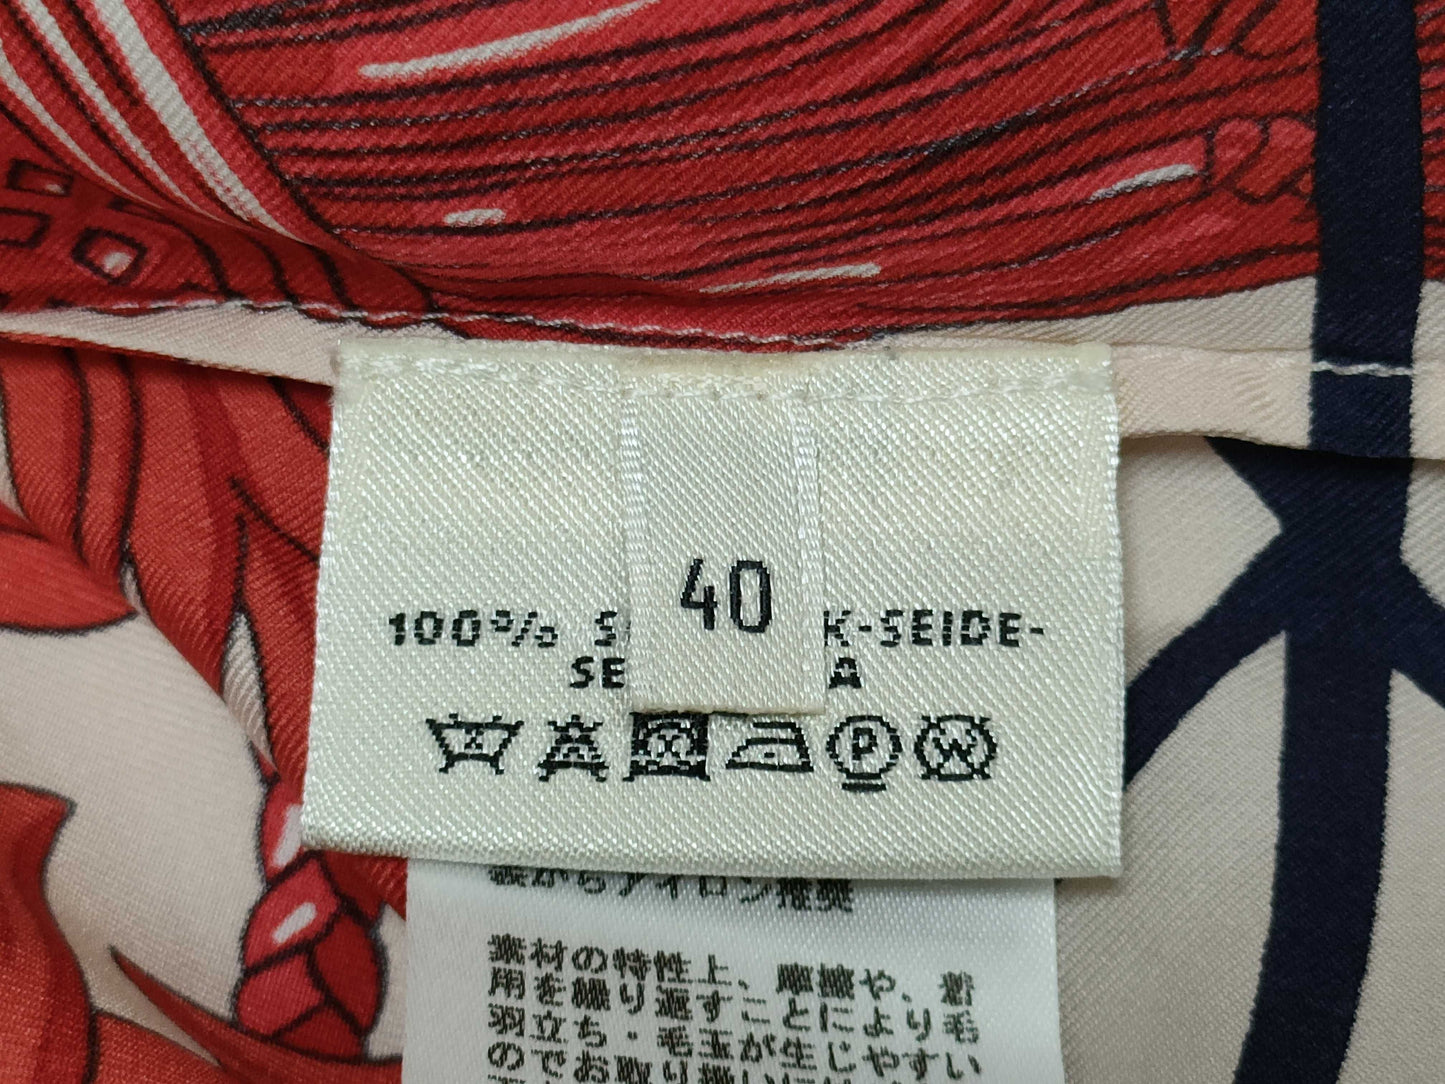 40
100% S K-SEIDE-
SE A
P
W
裏からアイロン推奨
素材の特性上、摩擦や、着
用を繰り返すことにより毛
羽立ち・毛玉が生じやすい
のでお取り扱い